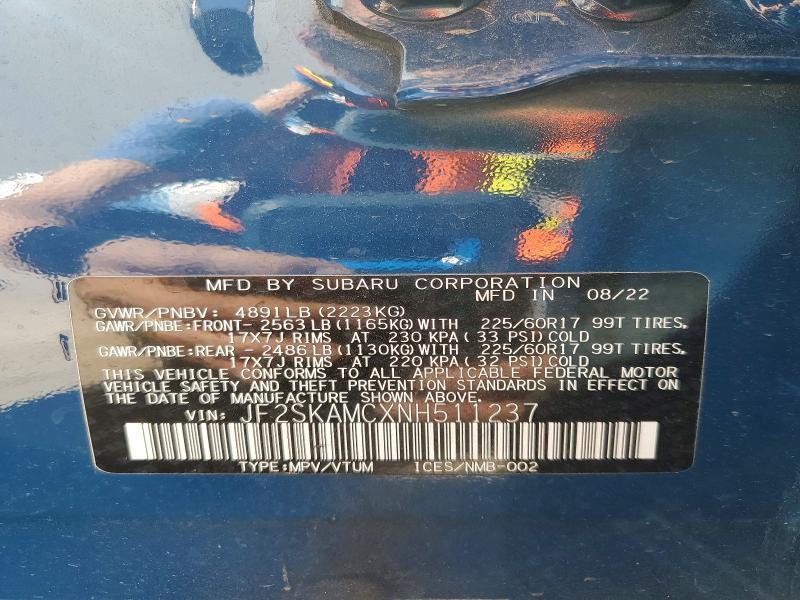 MFD BY SUBARU CORPORATION
MFD IN 08/22
GVWR/PNBV: 4891LB (2223KG)
GAWR/PNBE:FRONT- 2563LB (1165KG) WITH 225/60R17 99T TIRES.
17X7J RIMS AT 230 KPA( 33 PSI) COLD
GAWR/PNBE:REAR - 2486LB (1130KG) WITH 225/60R17 99T TIRES.
17X7J RIMS AT 220 KPA( 32 PSI) COLD
THIS VEHICLE CONFORMS TO ALL APPLICABLE FEDERAL MOTOR
VEHICLE SAFETY AND THEFT PREVENTION STANDARDS IN EFFECT ON
THE DATE OF MANUFACTURE SHOWN ABOVE.
VIN: JF2SKAMCXNH511237
TYPE:MPV/VTUM ICES/NMB-002